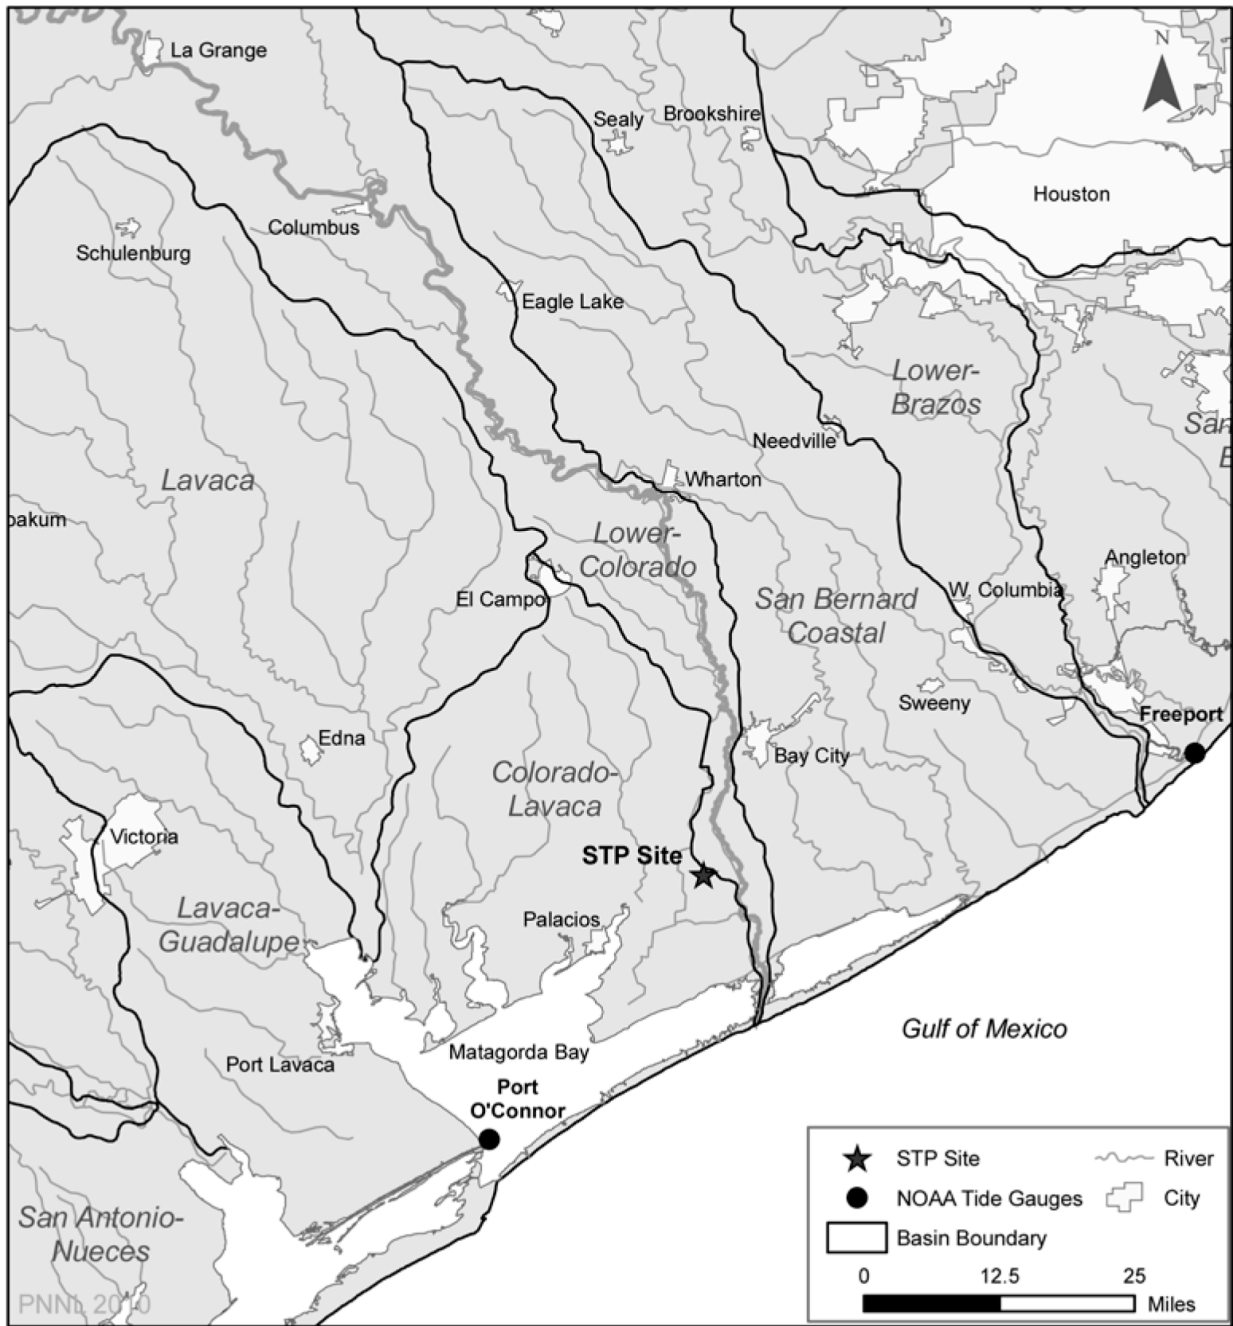 La Grange
N
Sealy
Brookshire
Houston
Columbus
Schulenburg
Eagle Lake
Lower-
Brazos
San
B
Needville
Lavaca
Wharton
oakum
Lower-
Colorado
Angleton
El Campo
San Bernard
Coastal
W. Columbia
Sweeny
Freeport
Edna
Bay City
Colorado-
Lavaca
Victoria
STP Site
Lavaca-
Guadalupe
Palacios
Gulf of Mexico
Port Lavaca
Matagorda Bay
Port
O'Connor
STP Site
River
NOAA Tide Gauges
City
Basin Boundary
San Antonio-
Nueces
0 12.5 25
Miles
PNNL 2010